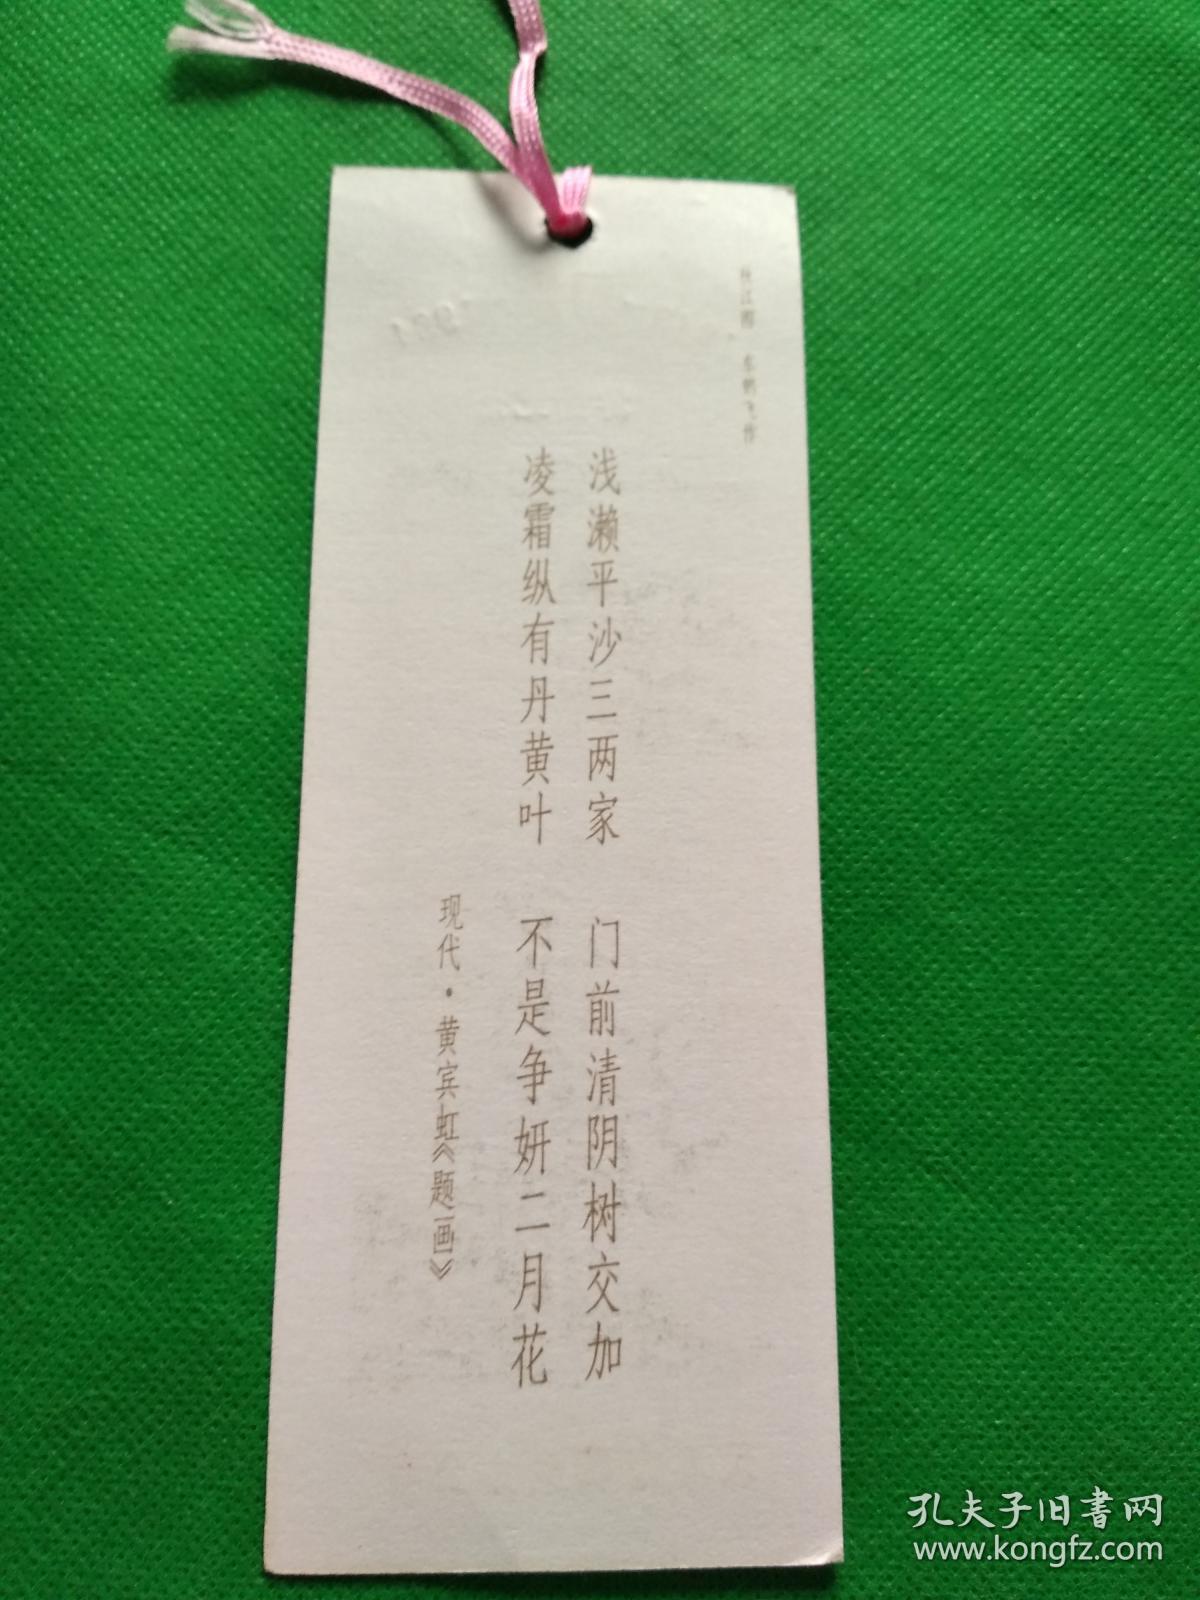 浅濑平沙三两家　门前清阴树交加
凌霜纵有丹黄叶　不是争妍二月花
现代·黄宾虹《题画》
孔夫子旧書网
www.kongfz.com